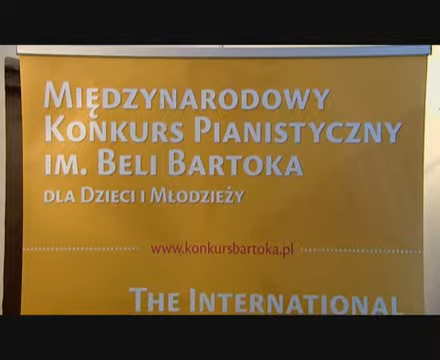 MIĘDZYNARODOWY
KONKURS PIANISTYCZNY
IM. BELI BARTOKA
DLA DZIECI I MŁODZIEŻY
www.konkursbartoka.pl
THE INTERNATIONAL